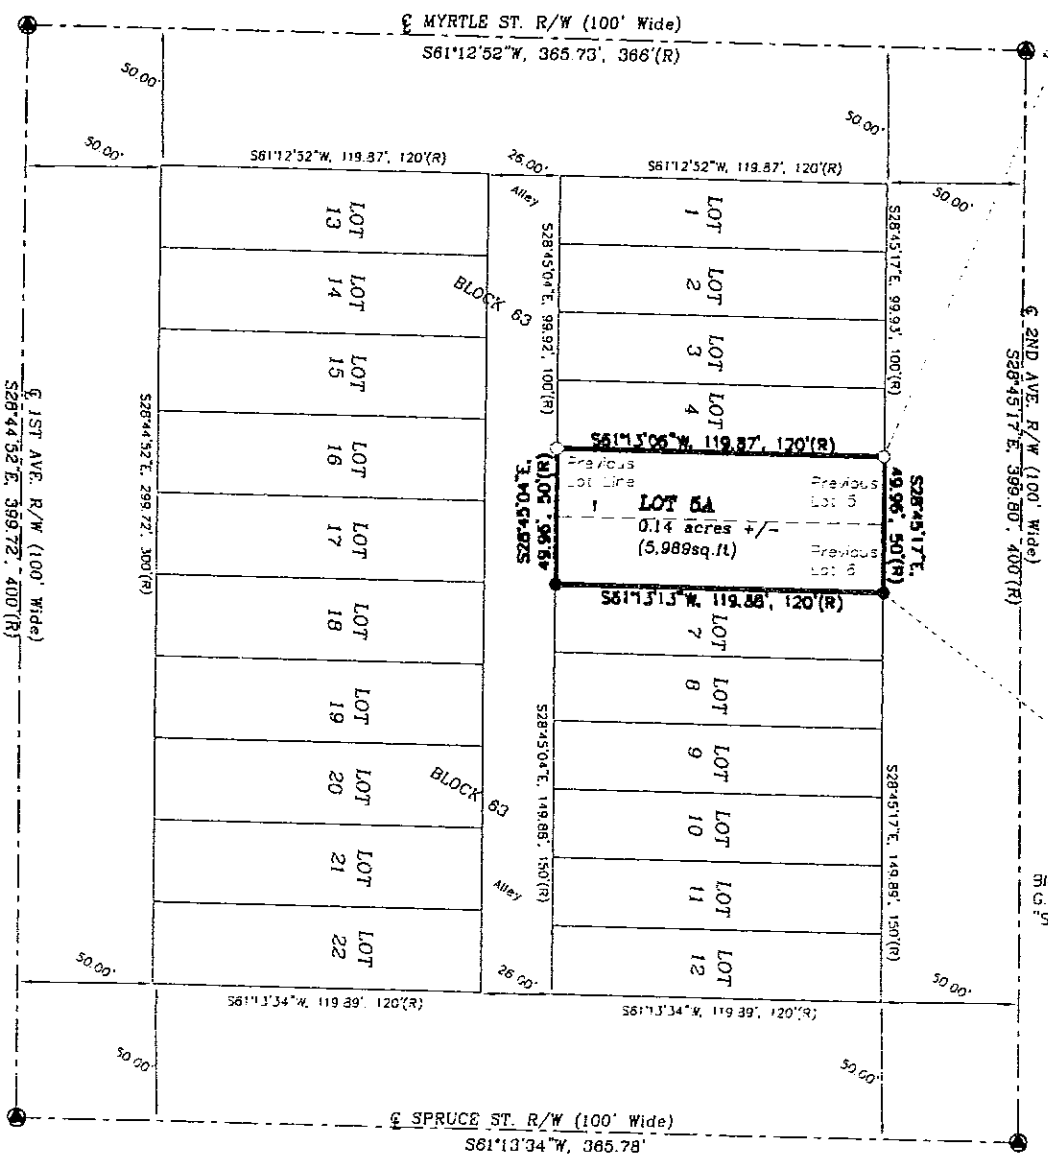 ℄ MYRTLE ST. R/W (100' Wide)
S61°12'52"W, 365.73', 366'(R)
50.00'
50.00'
50.00'
S61°12'52"W, 119.87', 120'(R)
26.00'
S61°12'52"W, 119.87', 120'(R)
50.00'
Alley
LOT 13
LOT 14
LOT 15
LOT 16
LOT 17
LOT 18
LOT 19
LOT 20
LOT 21
LOT 22
BLOCK 63
BLOCK 63
Alley
LOT 1
LOT 2
LOT 3
LOT 4
S28°45'04"E, 99.92', 100'(R)
S28°45'17"E, 99.93', 100'(R)
℄ 2ND AVE. R/W (100' Wide)
S28°45'17"E, 399.80', 400'(R)
℄ 1ST AVE. R/W (100' Wide)
S28°44'52"E, 399.72', 400'(R)
S28°44'52"E, 299.72', 300'(R)
S61°13'06"W, 119.87', 120'(R)
Previous
Lot Line
Previous
Lot 5
LOT 5A
0.14 acres +/-
(5,989sq.ft)
Previous
Lot 6
S28°45'04"E,
49.96', 50'(R)
S28°45'17"E,
49.96', 50'(R)
S61°13'13"W, 119.88', 120'(R)
LOT 7
LOT 8
LOT 9
LOT 10
LOT 11
LOT 12
S28°45'04"E, 149.88', 150'(R)
S28°45'17"E, 149.89', 150'(R)
50.00'
26.00'
50.00'
S61°13'34"W, 119.89', 120'(R)
S61°13'34"W, 119.89', 120'(R)
50.00'
50.00'
℄ SPRUCE ST. R/W (100' Wide)
S61°13'34"W, 365.78'